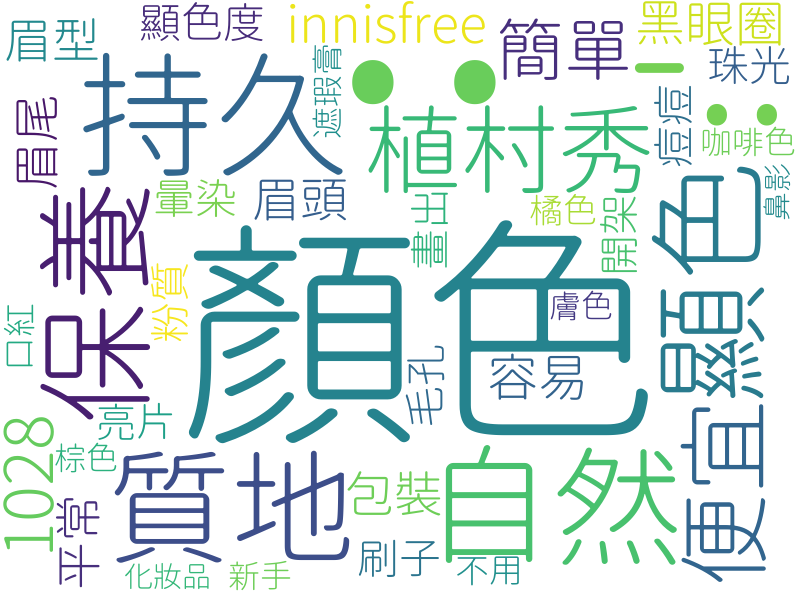 眉型
顯色度
innisfree
黑眼圈
簡單
珠光
遮瑕膏
持久
眉尾
植村秀
痘痘
咖啡色
保養
暈染
眉頭
畫出
橘色
開架
鼻影
顏色
膚色
顯色
口紅
粉質
毛孔
容易
亮片
1028
棕色
質地
包裝
自然
便宜
平常
化妝品
新手
刷子
不用